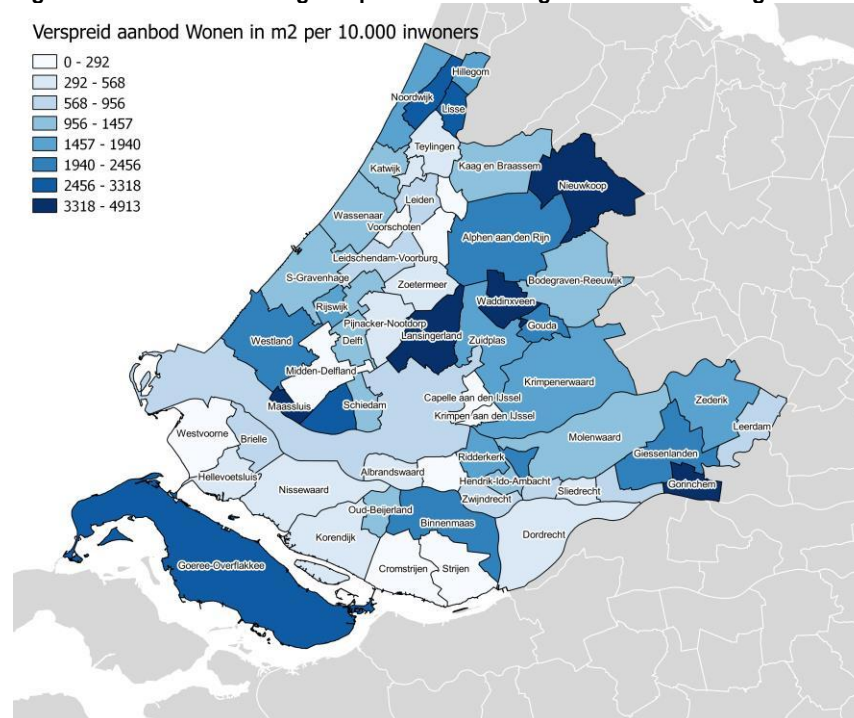 Verspreid aanbod Wonen in m2 per 10.000 inwoners
0 - 292
292 - 568
568 - 956
956 - 1457
1457 - 1940
1940 - 2456
2456 - 3318
3318 - 4913
Hillegom
Noordwijk
Lisse
Teylingen
Katwijk
Kaag en Braassem
Nieuwkoop
Leiden
Wassenaar
Voorschoten
Alphen aan den Rijn
Leidschendam-Voorburg
S-Gravenhage
Zoetermeer
Bodegraven-Reeuwijk
Waddinxveen
Rijswijk
Pijnacker-Nootdorp
Gouda
Westland
Delft
Lansingerland
Zuidplas
Midden-Delfland
Krimpenerwaard
Capelle aan den IJssel
Zederik
Maassluis
Schiedam
Krimpen aan den IJssel
Leerdam
Westvoorne
Brielle
Molenwaard
Giessenlanden
Ridderkerk
Albrandswaard
Hellevoetsluis?
Hendrik-Ido-Ambacht
Gorinchem
Nissewaard
Zwijndrecht
Sliedrecht
Oud-Beijerland
Binnenmaas
Korendijk
Dordrecht
Goeree-Overflakkee
Cromstrijen
Strijen